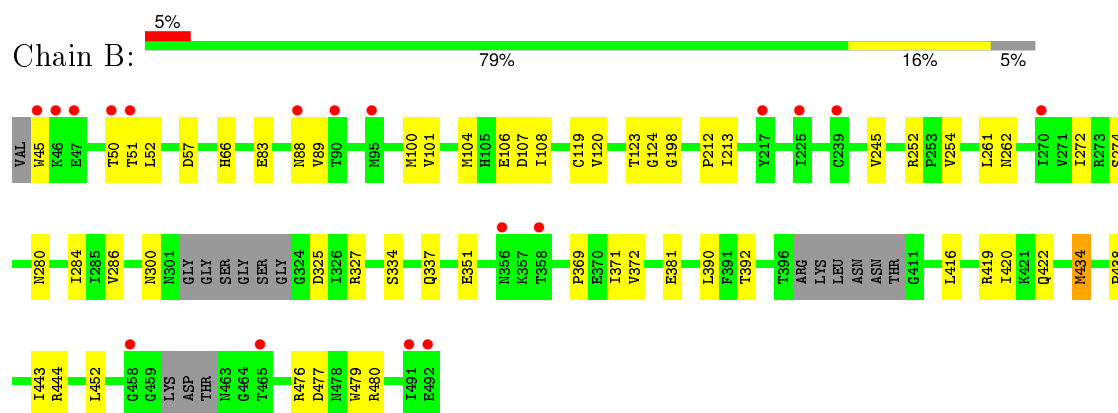 5%
Chain B:
79% 16% 5%
VAL W45 K46 E47 T50 T51 L52 D57 H66 E83 N88 V89 T90 M95 M100 V101 M104 H105 E106 D107 I108 C119 V120 T123 G124 G198 P212 I213 Y217 I225 C239 V245 R252 P253 V254 L261 N262 I270 V271 I272 R273 S274
N280 I284 I285 V286 N300 N301 GLY GLY SER GLY SER GLY G324 D325 I326 R327 S334 Q337 E351 N356 K357 T358 P369 E370 I371 V372 E381 L390 F391 T392 T396 ARG LYS LEU ASN ASN THR G411 L416 R419 I420 K421 Q422 M434 P438
I443 R444 L452 G458 G459 LYS ASP THR N463 G464 T465 R476 D477 N478 W479 R480 I491 E492